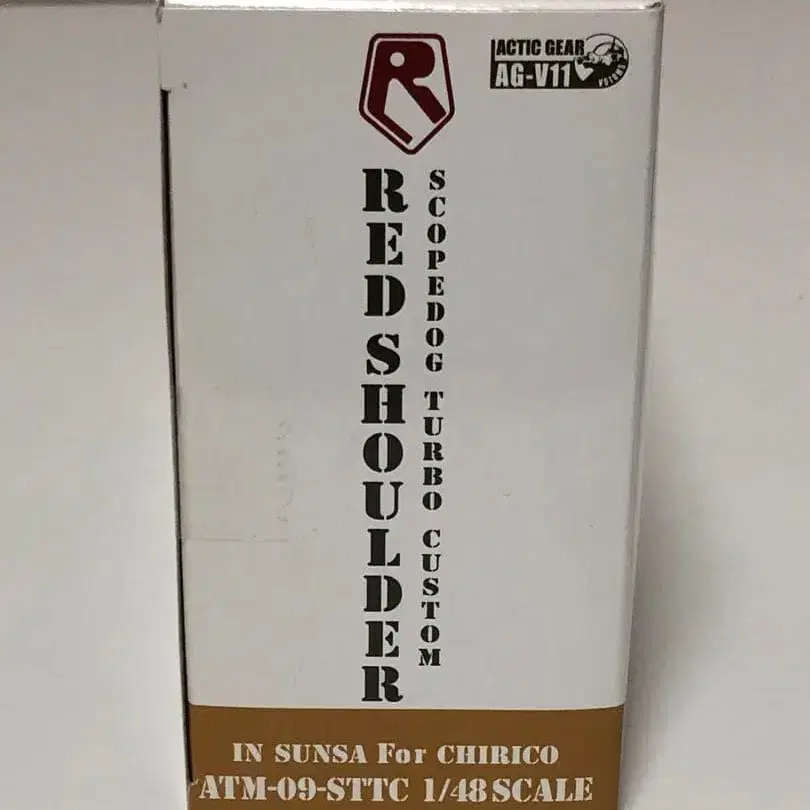 ACTIC GEAR
AG-V11
VOTOMS
RED SHOULDER
SCOPEDOG TURBO CUSTOM
IN SUNSA For CHIRICO
ATM-09-STTC 1/48 SCALE